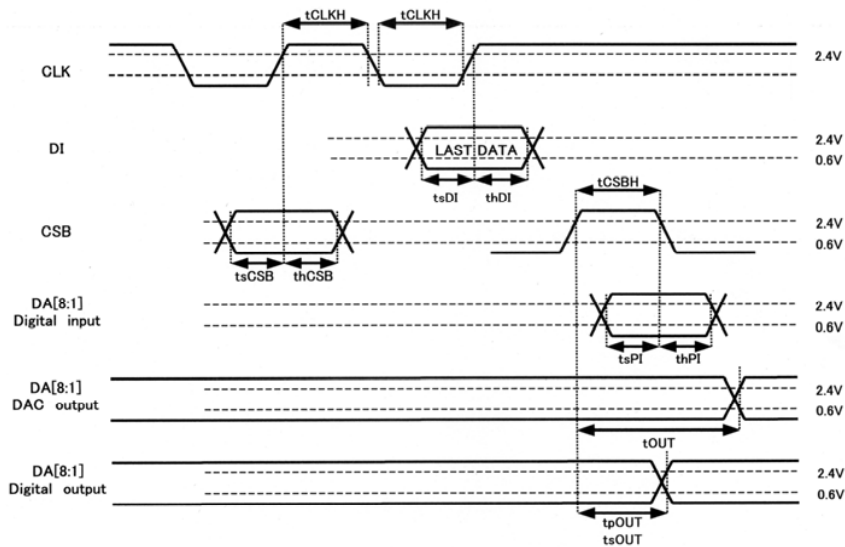 tCLKH tCLKH
CLK
2.4V
DI
LAST DATA
2.4V
0.6V
tsDI thDI
tCSBH
CSB
2.4V
0.6V
tsCSB thCSB
DA[8:1]
Digital input
2.4V
0.6V
tsPI thPI
DA[8:1]
DAC output
2.4V
0.6V
tOUT
DA[8:1]
Digital output
2.4V
0.6V
tpOUT
tsOUT